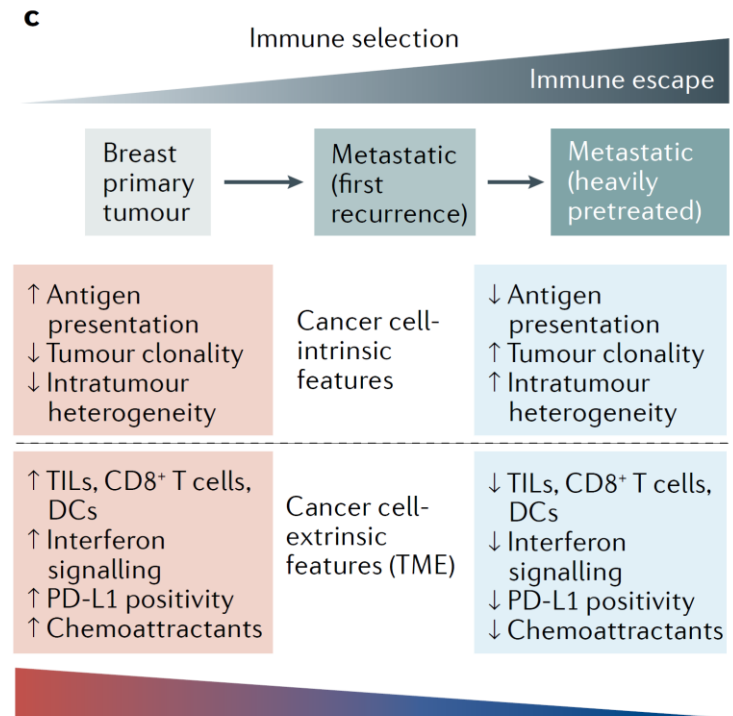 c
Immune selection
Immune escape
Breast
primary
tumour
Metastatic
(first
recurrence)
Metastatic
(heavily
pretreated)
↑ Antigen
presentation
↓ Tumour clonality
↓ Intratumour
heterogeneity
Cancer cell-
intrinsic
features
↓ Antigen
presentation
↑ Tumour clonality
↑ Intratumour
heterogeneity
↑ TILs, CD8⁺ T cells,
DCs
↑ Interferon
signalling
↑ PD-L1 positivity
↑ Chemoattractants
Cancer cell-
extrinsic
features (TME)
↓ TILs, CD8⁺ T cells,
DCs
↓ Interferon
signalling
↓ PD-L1 positivity
↓ Chemoattractants